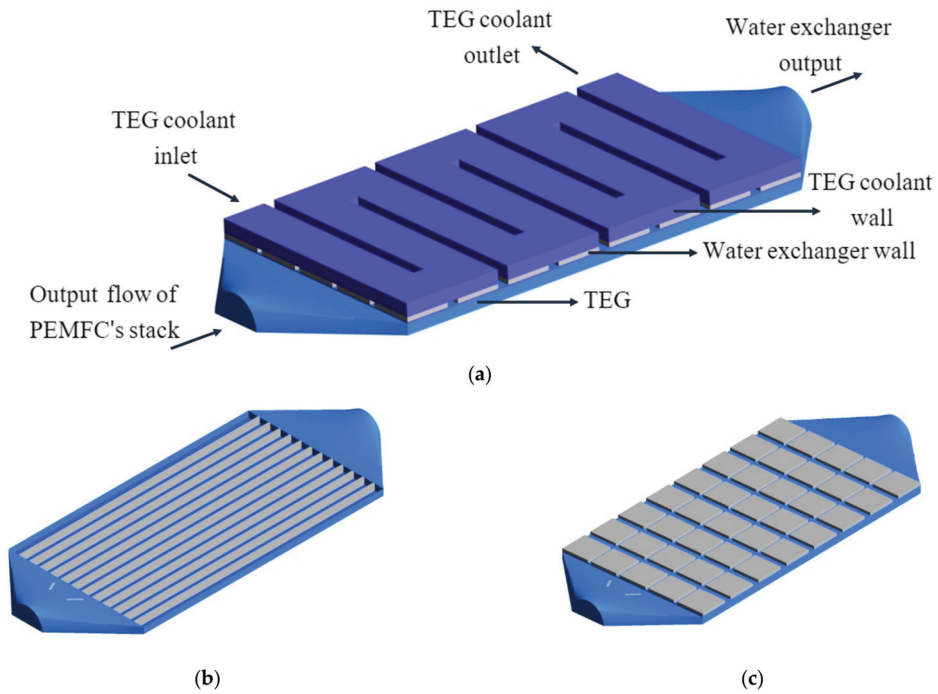 TEG coolant
outlet
Water exchanger
output
TEG coolant
inlet
TEG coolant
wall
Water exchanger wall
Output flow of
PEMFC's stack
TEG
(a)
(b)
(c)